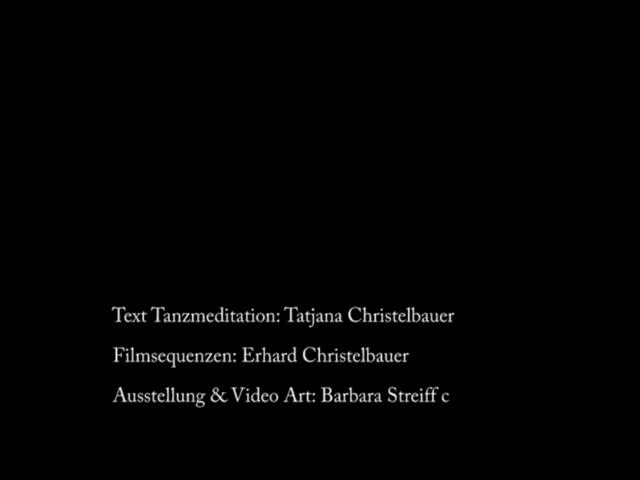 Text Tanzmeditation: Tatjana Christelbauer
Filmsequenzen: Erhard Christelbauer
Ausstellung & Video Art: Barbara Streiff c